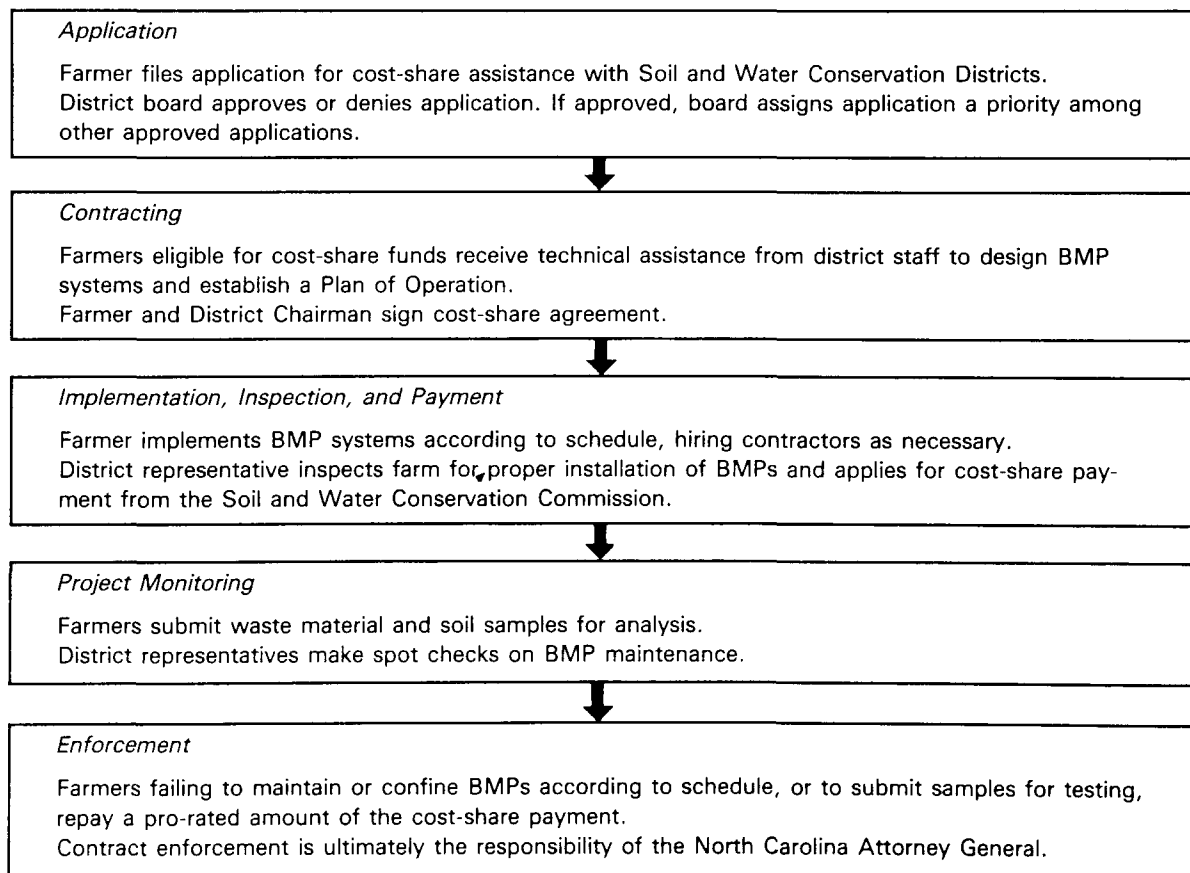 Application
Farmer files application for cost-share assistance with Soil and Water Conservation Districts.
District board approves or denies application. If approved, board assigns application a priority among
other approved applications.
Contracting
Farmers eligible for cost-share funds receive technical assistance from district staff to design BMP
systems and establish a Plan of Operation.
Farmer and District Chairman sign cost-share agreement.
Implementation, Inspection, and Payment
Farmer implements BMP systems according to schedule, hiring contractors as necessary.
District representative inspects farm for proper installation of BMPs and applies for cost-share pay-
ment from the Soil and Water Conservation Commission.
Project Monitoring
Farmers submit waste material and soil samples for analysis.
District representatives make spot checks on BMP maintenance.
Enforcement
Farmers failing to maintain or confine BMPs according to schedule, or to submit samples for testing,
repay a pro-rated amount of the cost-share payment.
Contract enforcement is ultimately the responsibility of the North Carolina Attorney General.